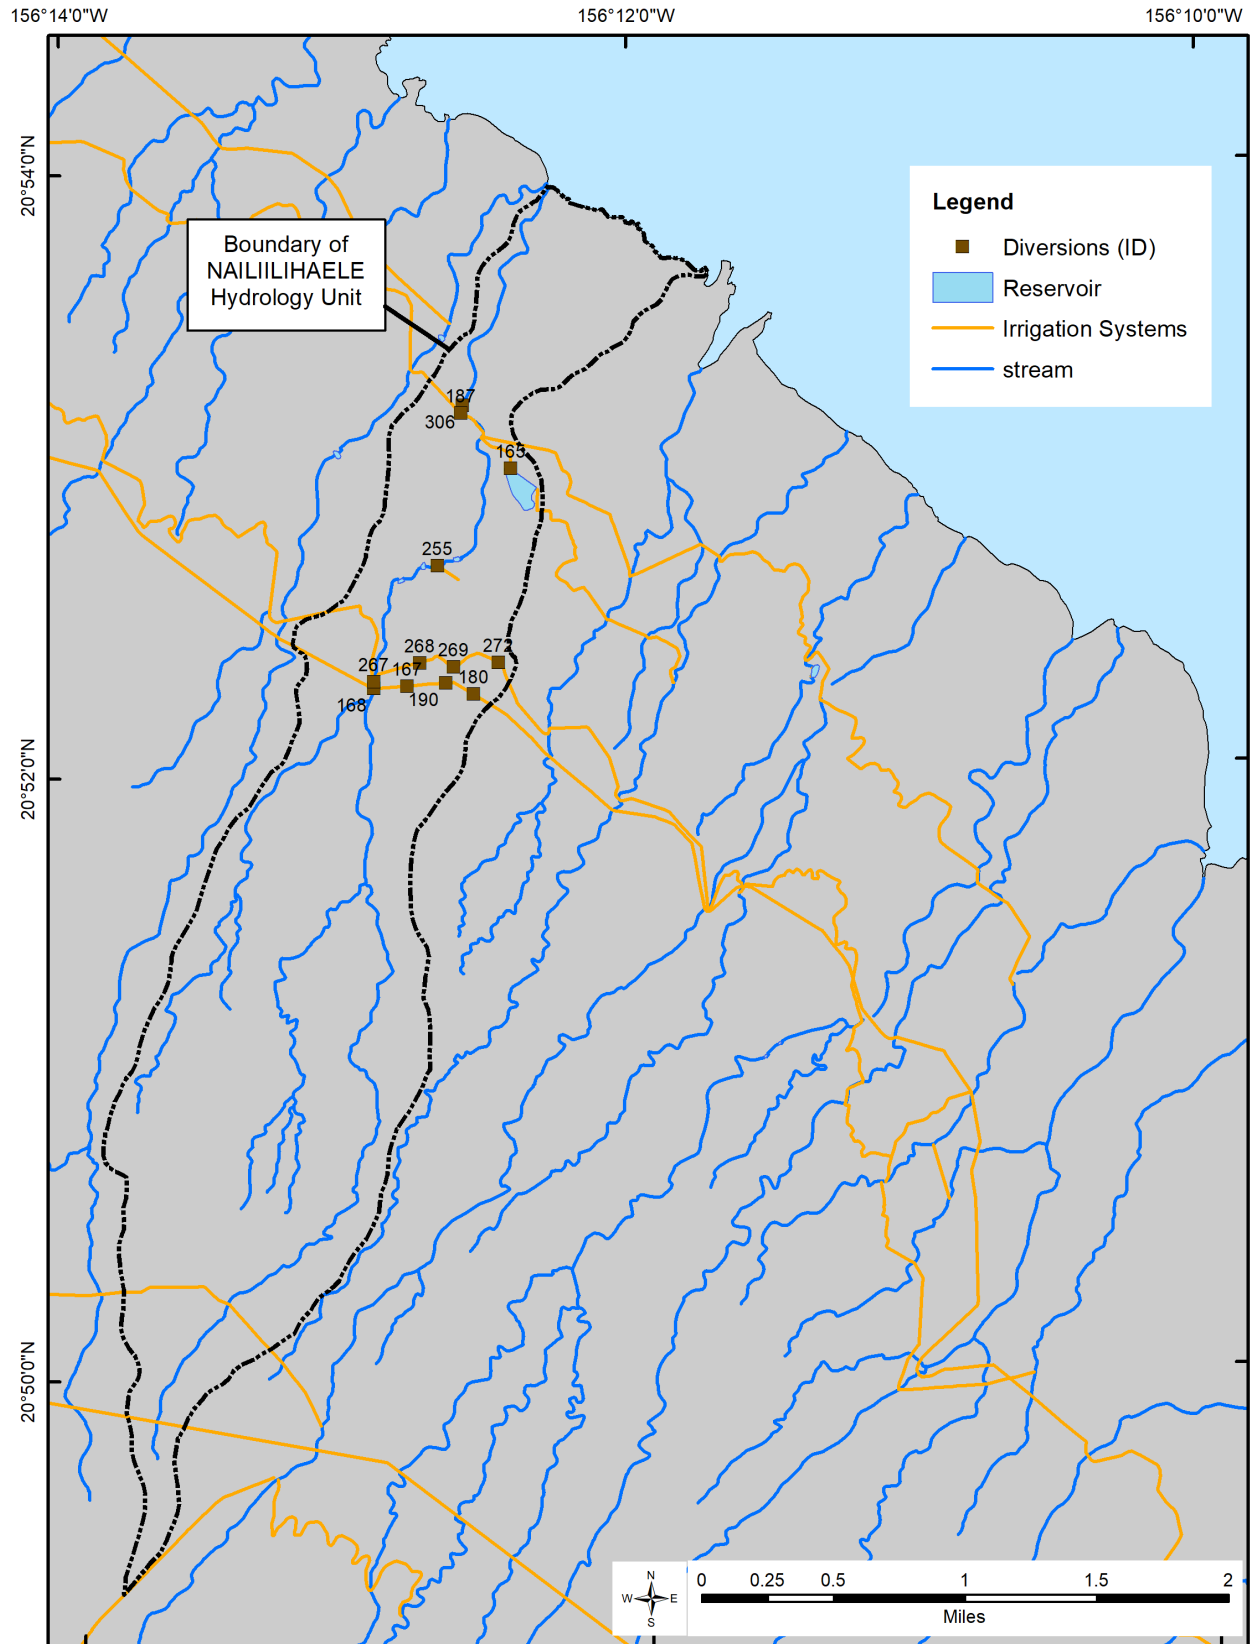 156°14'0"W
156°12'0"W
156°10'0"W
20°54'0"N
20°52'0"N
20°50'0"N
Boundary of
NAILIILIHAELE
Hydrology Unit
Legend
Diversions (ID)
Reservoir
Irrigation Systems
stream
187
306
165
255
268
269
272
267
167
180
190
168
N
W
E
S
0
0.25
0.5
1
1.5
2
Miles